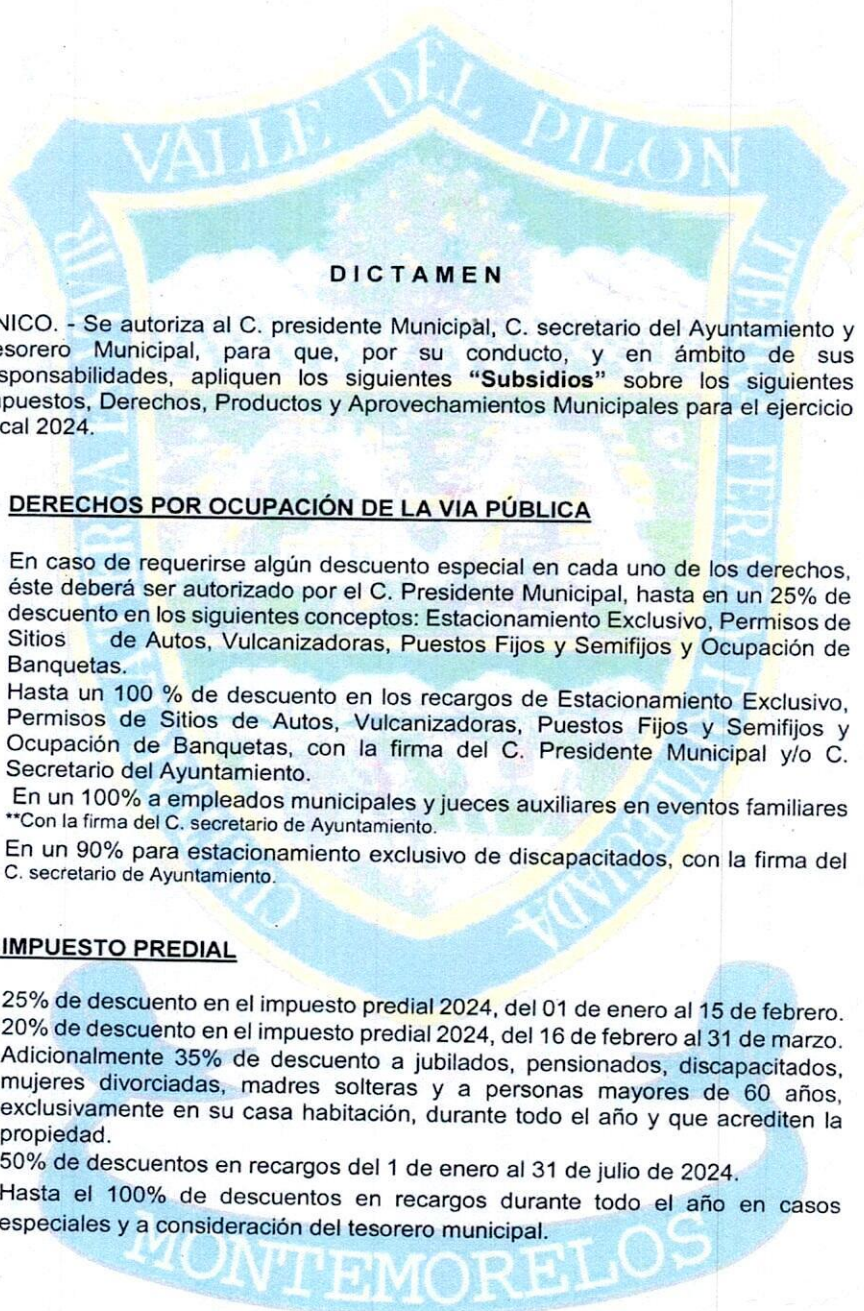 VALLE DEL PILON
DICTAMEN
NICO. - Se autoriza al C. presidente Municipal, C. secretario del Ayuntamiento y
esorero Municipal, para que, por su conducto, y en ámbito de sus
sponsabilidades, apliquen los siguientes “Subsidios” sobre los siguientes
puestos, Derechos, Productos y Aprovechamientos Municipales para el ejercicio
cal 2024.
DERECHOS POR OCUPACIÓN DE LA VIA PÚBLICA
En caso de requerirse algún descuento especial en cada uno de los derechos,
éste deberá ser autorizado por el C. Presidente Municipal, hasta en un 25% de
descuento en los siguientes conceptos: Estacionamiento Exclusivo, Permisos de
Sitios de Autos, Vulcanizadoras, Puestos Fijos y Semifijos y Ocupación de
Banquetas.
Hasta un 100 % de descuento en los recargos de Estacionamiento Exclusivo,
Permisos de Sitios de Autos, Vulcanizadoras, Puestos Fijos y Semifijos y
Ocupación de Banquetas, con la firma del C. Presidente Municipal y/o C.
Secretario del Ayuntamiento.
En un 100% a empleados municipales y jueces auxiliares en eventos familiares
**Con la firma del C. secretario de Ayuntamiento.
En un 90% para estacionamiento exclusivo de discapacitados, con la firma del
C. secretario de Ayuntamiento.
IMPUESTO PREDIAL
25% de descuento en el impuesto predial 2024, del 01 de enero al 15 de febrero.
20% de descuento en el impuesto predial 2024, del 16 de febrero al 31 de marzo.
Adicionalmente 35% de descuento a jubilados, pensionados, discapacitados,
mujeres divorciadas, madres solteras y a personas mayores de 60 años,
exclusivamente en su casa habitación, durante todo el año y que acrediten la
propiedad.
50% de descuentos en recargos del 1 de enero al 31 de julio de 2024.
Hasta el 100% de descuentos en recargos durante todo el año en casos
especiales y a consideración del tesorero municipal.
MONTEMORELOS